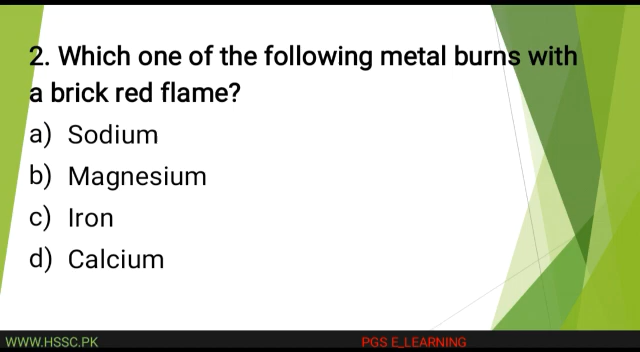 2. Which one of the following metal burns with
a brick red flame?
a) Sodium
b) Magnesium
c) Iron
d) Calcium
WWW.HSSC.PK PGS E_LEARNING